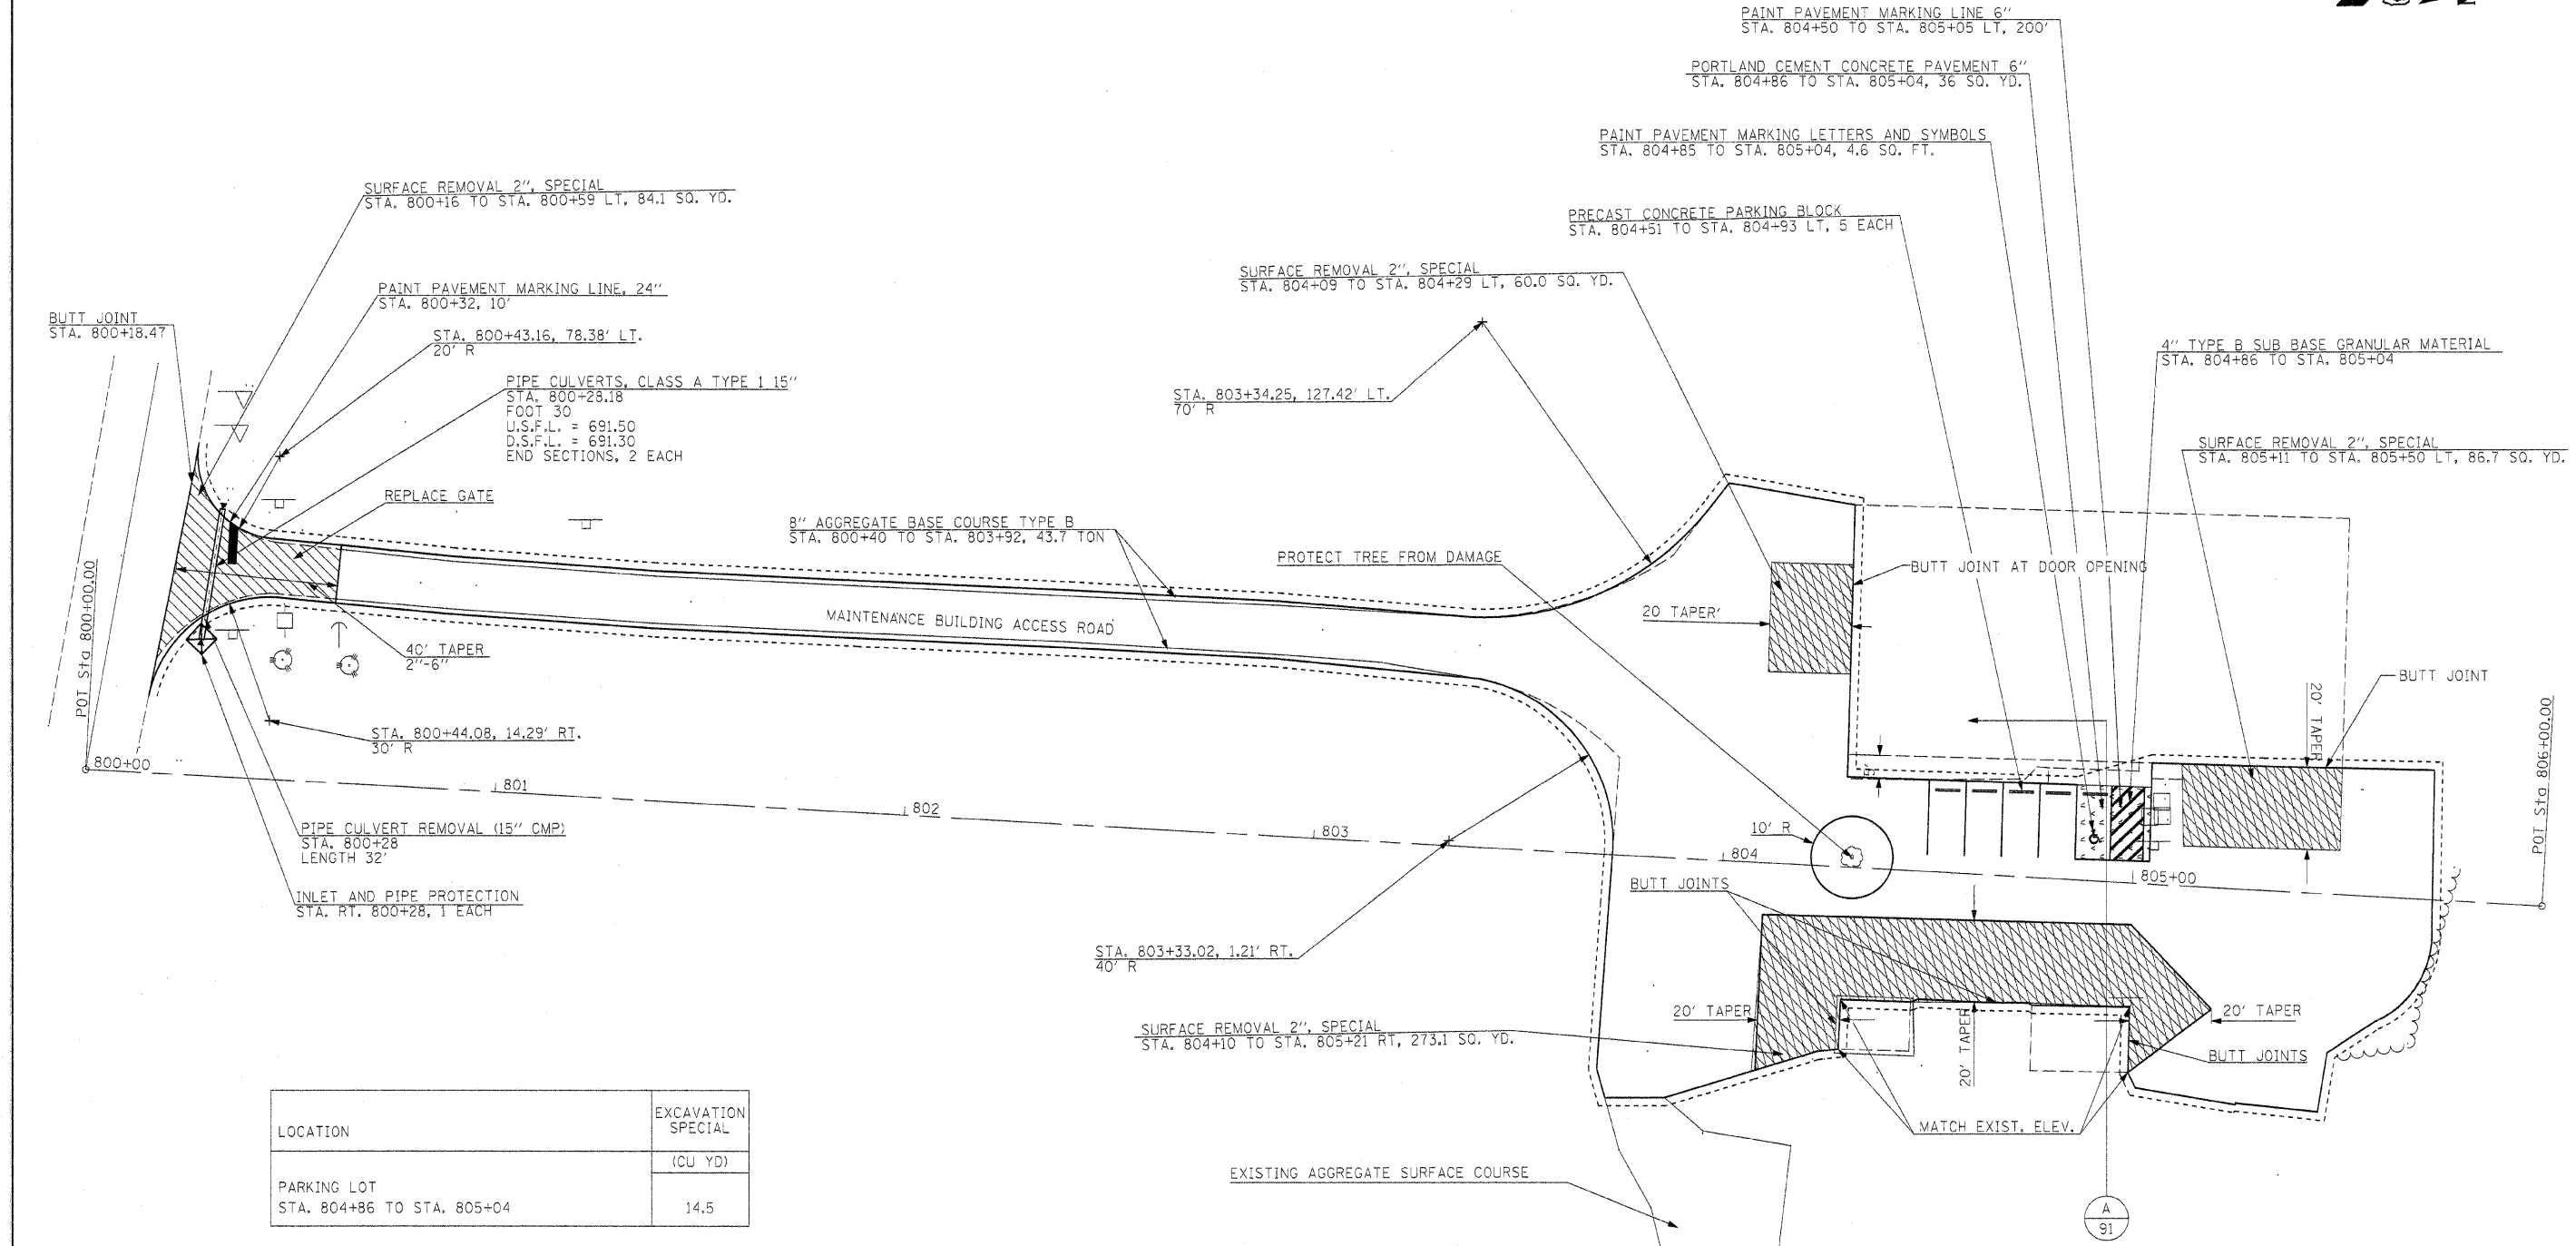 PAINT PAVEMENT MARKING LINE 6"
STA. 804+50 TO STA. 805+05 LT, 200'
PORTLAND CEMENT CONCRETE PAVEMENT 6"
STA. 804+86 TO STA. 805+04, 36 SQ. YD.
PAINT PAVEMENT MARKING LETTERS AND SYMBOLS
STA. 804+85 TO STA. 805+04, 4.6 SQ. FT.
SURFACE REMOVAL 2", SPECIAL
STA. 800+16 TO STA. 800+59 LT, 84.1 SQ. YD.
PRECAST CONCRETE PARKING BLOCK
STA. 804+51 TO STA. 804+93 LT, 5 EACH
SURFACE REMOVAL 2", SPECIAL
STA. 804+09 TO STA. 804+29 LT, 60.0 SQ. YD.
PAINT PAVEMENT MARKING LINE, 24"
STA. 800+32, 10'
BUTT JOINT
STA. 800+18.47
STA. 800+43.16, 78.38' LT.
20' R
4" TYPE B SUB BASE GRANULAR MATERIAL
STA. 804+86 TO STA. 805+04
PIPE CULVERTS, CLASS A TYPE 1 15"
STA. 800+28.18
FOOT 30
U.S.F.L. = 691.50
D.S.F.L. = 691.30
END SECTIONS, 2 EACH
STA. 803+34.25, 127.42' LT.
70' R
SURFACE REMOVAL 2", SPECIAL
STA. 805+11 TO STA. 805+50 LT, 86.7 SQ. YD.
REPLACE GATE
8" AGGREGATE BASE COURSE TYPE B
STA. 800+40 TO STA. 803+92, 43.7 TON
PROTECT TREE FROM DAMAGE
BUTT JOINT AT DOOR OPENING
20 TAPER'
MAINTENANCE BUILDING ACCESS ROAD
40' TAPER
2"-6"
POT Sta 800+00.00
BUTT JOINT
20' TAPER
POT Sta 806+00.00
STA. 800+44.08, 14.29' RT.
30' R
800+00
801
802
803
804
805+00
10' R
PIPE CULVERT REMOVAL (15" CMP)
STA. 800+28
LENGTH 32'
INLET AND PIPE PROTECTION
STA. RT. 800+28, 1 EACH
BUTT JOINTS
STA. 803+33.02, 1.21' RT.
40' R
20' TAPER
20' TAPER
20' TAPER
SURFACE REMOVAL 2", SPECIAL
STA. 804+10 TO STA. 805+21 RT, 273.1 SQ. YD.
BUTT JOINTS
MATCH EXIST. ELEV.
EXISTING AGGREGATE SURFACE COURSE
LOCATION
EXCAVATION
SPECIAL
(CU YD)
PARKING LOT
STA. 804+86 TO STA. 805+04
14.5
A
91